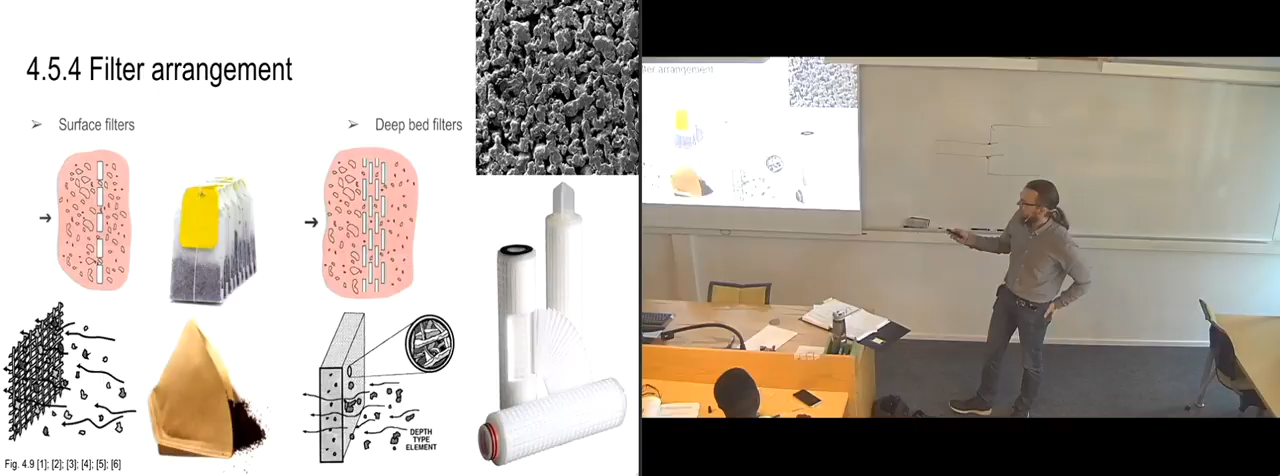 4.5.4 Filter arrangement
➢ Surface filters
➢ Deep bed filters
DEPTH
TYPE
ELEMENT
Fig. 4.9 [1]; [2]; [3]; [4]; [5]; [6]
ter arrangement